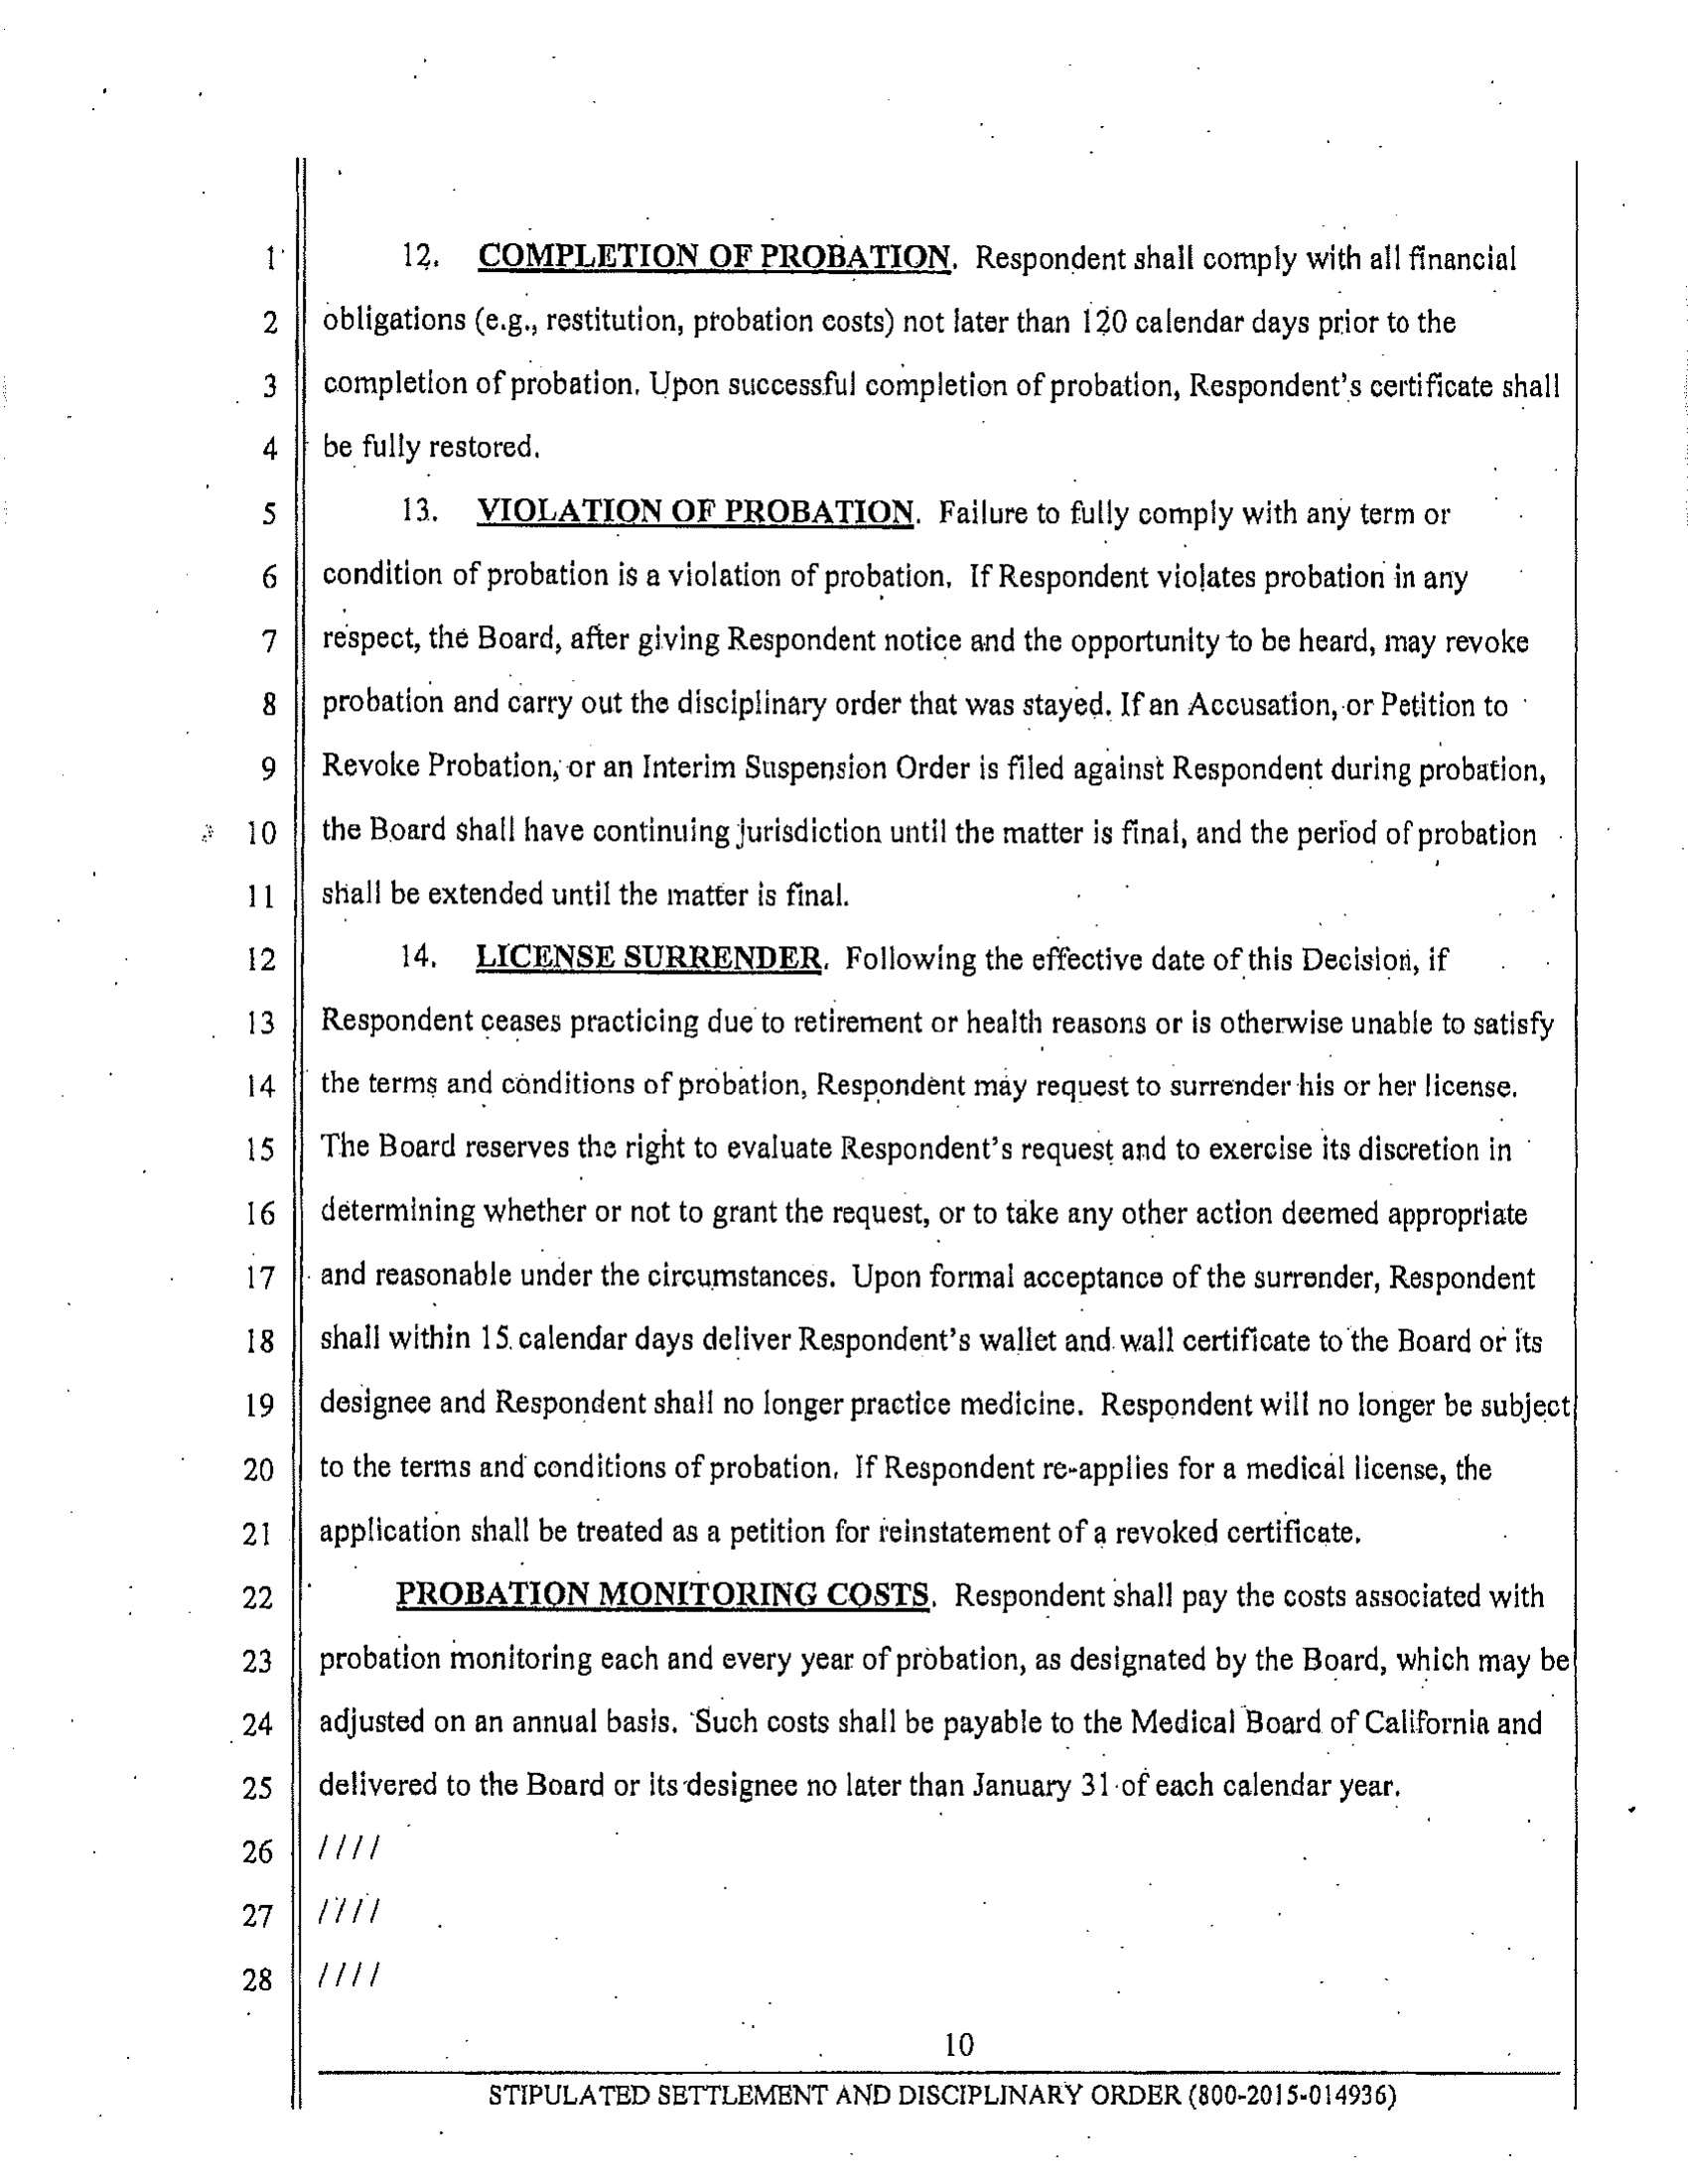 1 12. COMPLETION OF PROBATION. Respondent shall comply with all financial
2 obligations (e.g., restitution, probation costs) not later than 120 calendar days prior to the
3 completion of probation. Upon successful completion of probation, Respondent's certificate shall
4 be fully restored.
5 13. VIOLATION OF PROBATION. Failure to fully comply with any term or
6 condition of probation is a violation of probation. If Respondent violates probation in any
7 respect, the Board, after giving Respondent notice and the opportunity to be heard, may revoke
8 probation and carry out the disciplinary order that was stayed. If an Accusation, or Petition to
9 Revoke Probation, or an Interim Suspension Order is filed against Respondent during probation,
10 the Board shall have continuing jurisdiction until the matter is final, and the period of probation
11 shall be extended until the matter is final.
12 14. LICENSE SURRENDER. Following the effective date of this Decision, if
13 Respondent ceases practicing due to retirement or health reasons or is otherwise unable to satisfy
14 the terms and conditions of probation, Respondent may request to surrender his or her license.
15 The Board reserves the right to evaluate Respondent's request and to exercise its discretion in
16 determining whether or not to grant the request, or to take any other action deemed appropriate
17 and reasonable under the circumstances. Upon formal acceptance of the surrender, Respondent
18 shall within 15 calendar days deliver Respondent's wallet and wall certificate to the Board or its
19 designee and Respondent shall no longer practice medicine. Respondent will no longer be subject
20 to the terms and conditions of probation. If Respondent re-applies for a medical license, the
21 application shall be treated as a petition for reinstatement of a revoked certificate.
22 PROBATION MONITORING COSTS. Respondent shall pay the costs associated with
23 probation monitoring each and every year of probation, as designated by the Board, which may be
24 adjusted on an annual basis. Such costs shall be payable to the Medical Board of California and
25 delivered to the Board or its designee no later than January 31 of each calendar year.
26 ////
27 ////
28 ////
10
STIPULATED SETTLEMENT AND DISCIPLINARY ORDER (800-2015-014936)